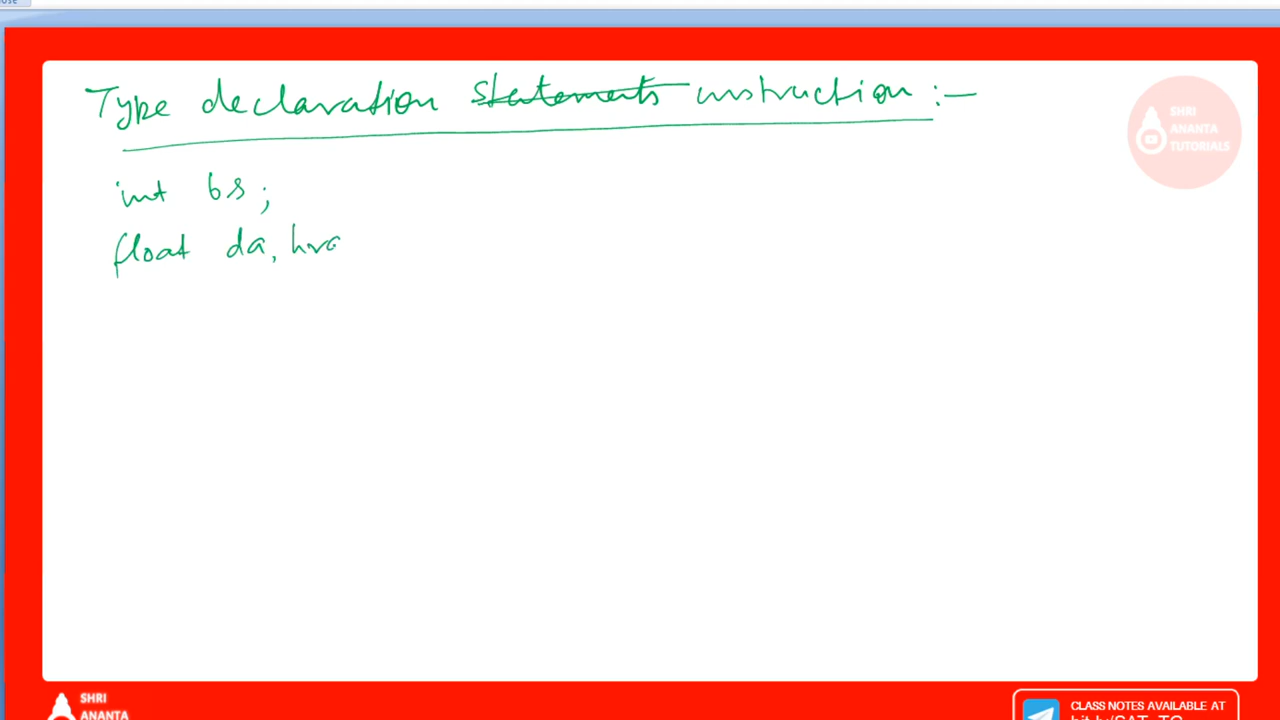 Type declaration statements instruction :-
int bs;
float da, hra
SHRI
ANANTA
TUTORIALS
SHRI
ANANTA
CLASS NOTES AVAILABLE AT